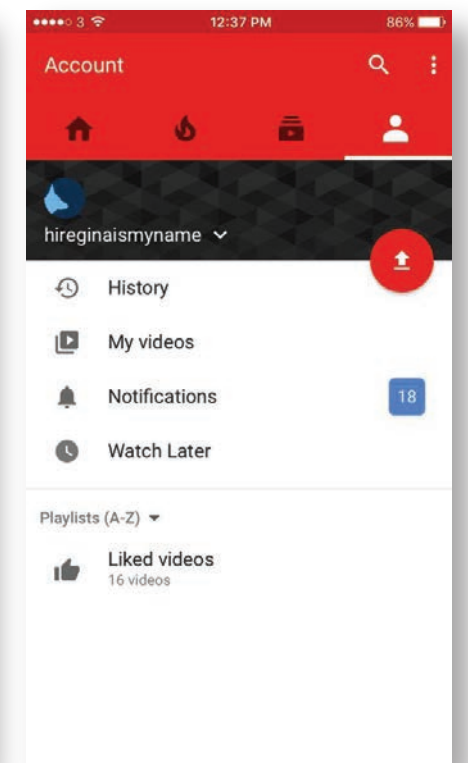 3 12:37 PM 86%
Account
hireginaismyname
History
My videos
Notifications 18
Watch Later
Playlists (A-Z)
Liked videos
16 videos